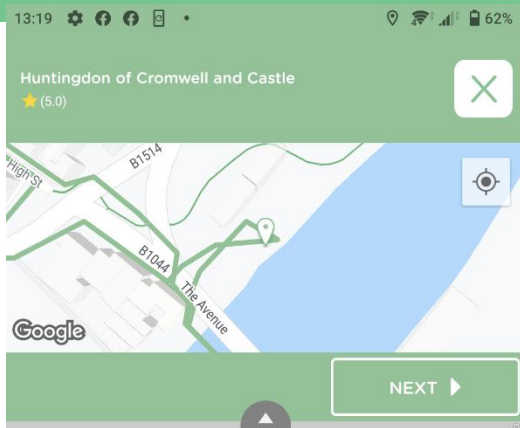 13:19 62%
Huntingdon of Cromwell and Castle
(5.0)
B1514
High St
B1044
The Avenue
Google
NEXT